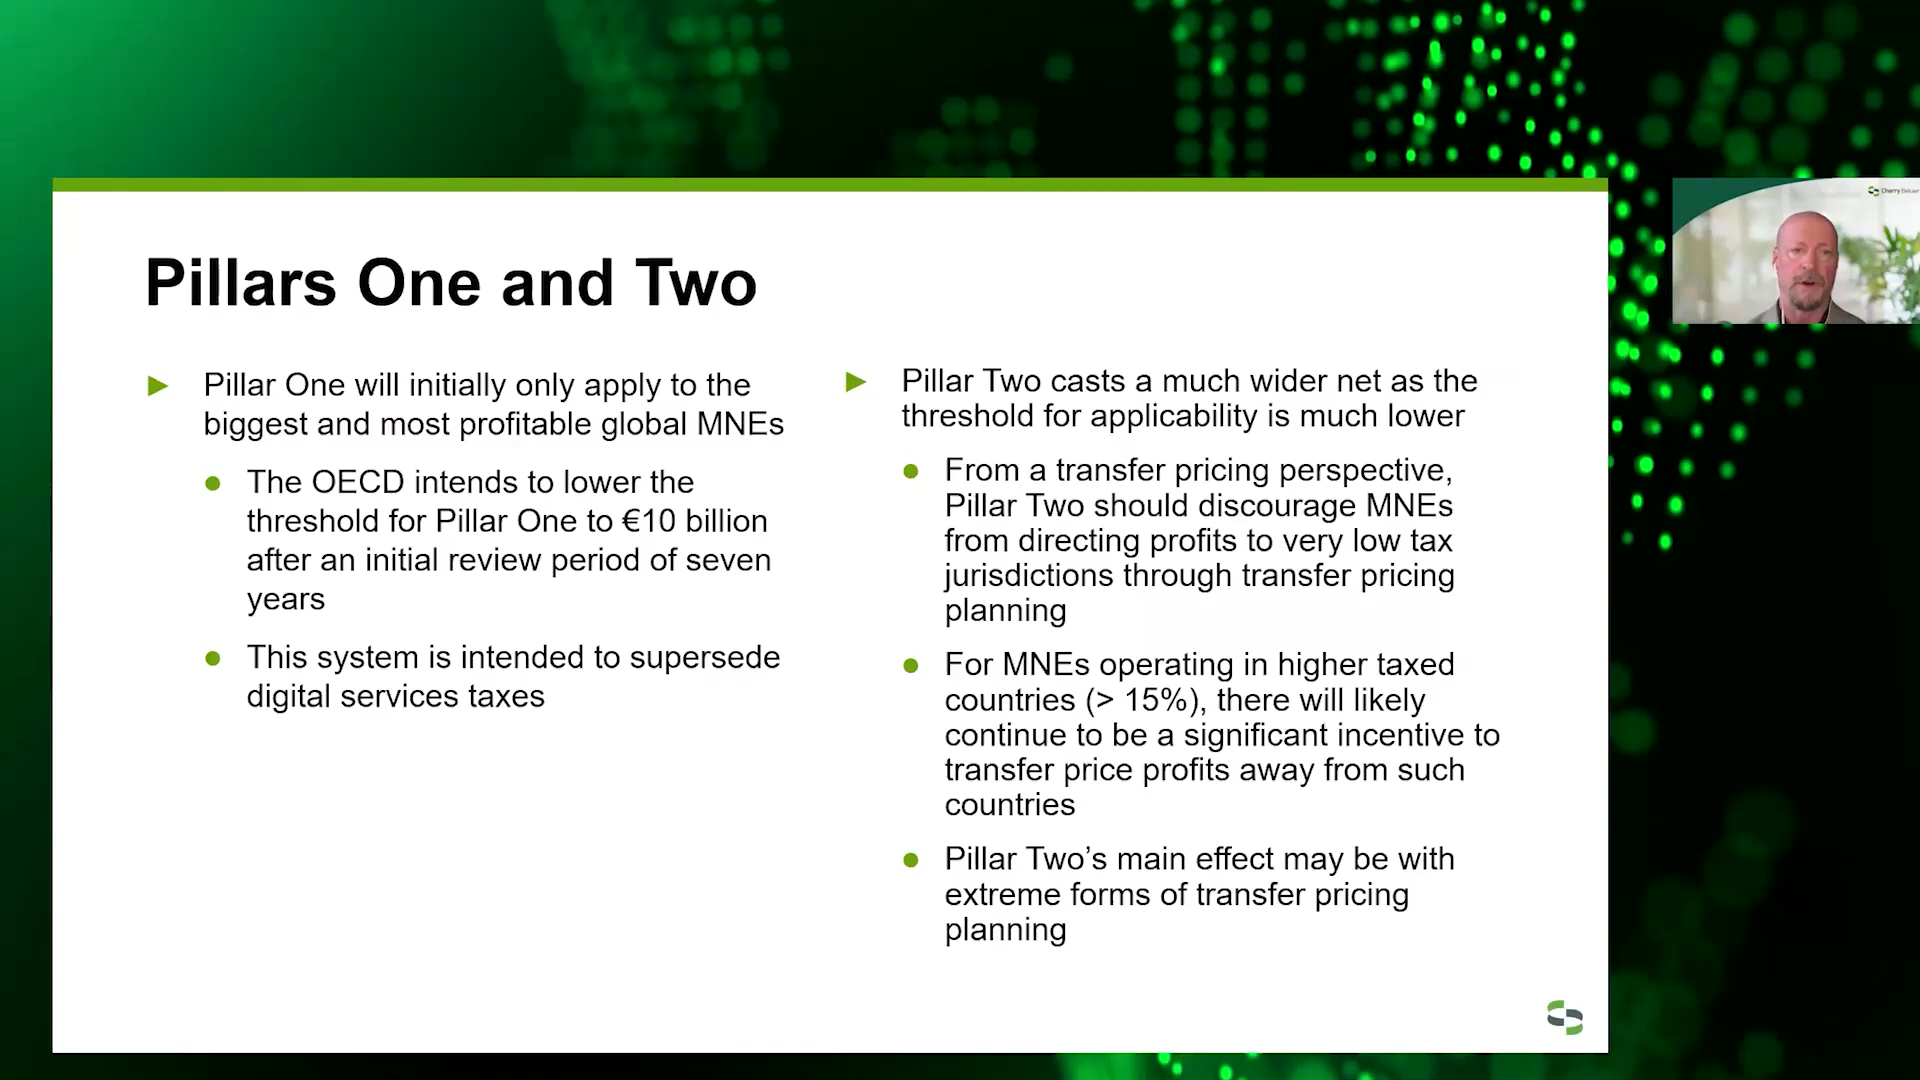 Pillars One and Two
Pillar One will initially only apply to the
biggest and most profitable global MNEs
The OECD intends to lower the
threshold for Pillar One to €10 billion
after an initial review period of seven
years
This system is intended to supersede
digital services taxes
Pillar Two casts a much wider net as the
threshold for applicability is much lower
From a transfer pricing perspective,
Pillar Two should discourage MNEs
from directing profits to very low tax
jurisdictions through transfer pricing
planning
For MNEs operating in higher taxed
countries (> 15%), there will likely
continue to be a significant incentive to
transfer price profits away from such
countries
Pillar Two’s main effect may be with
extreme forms of transfer pricing
planning
Cherry